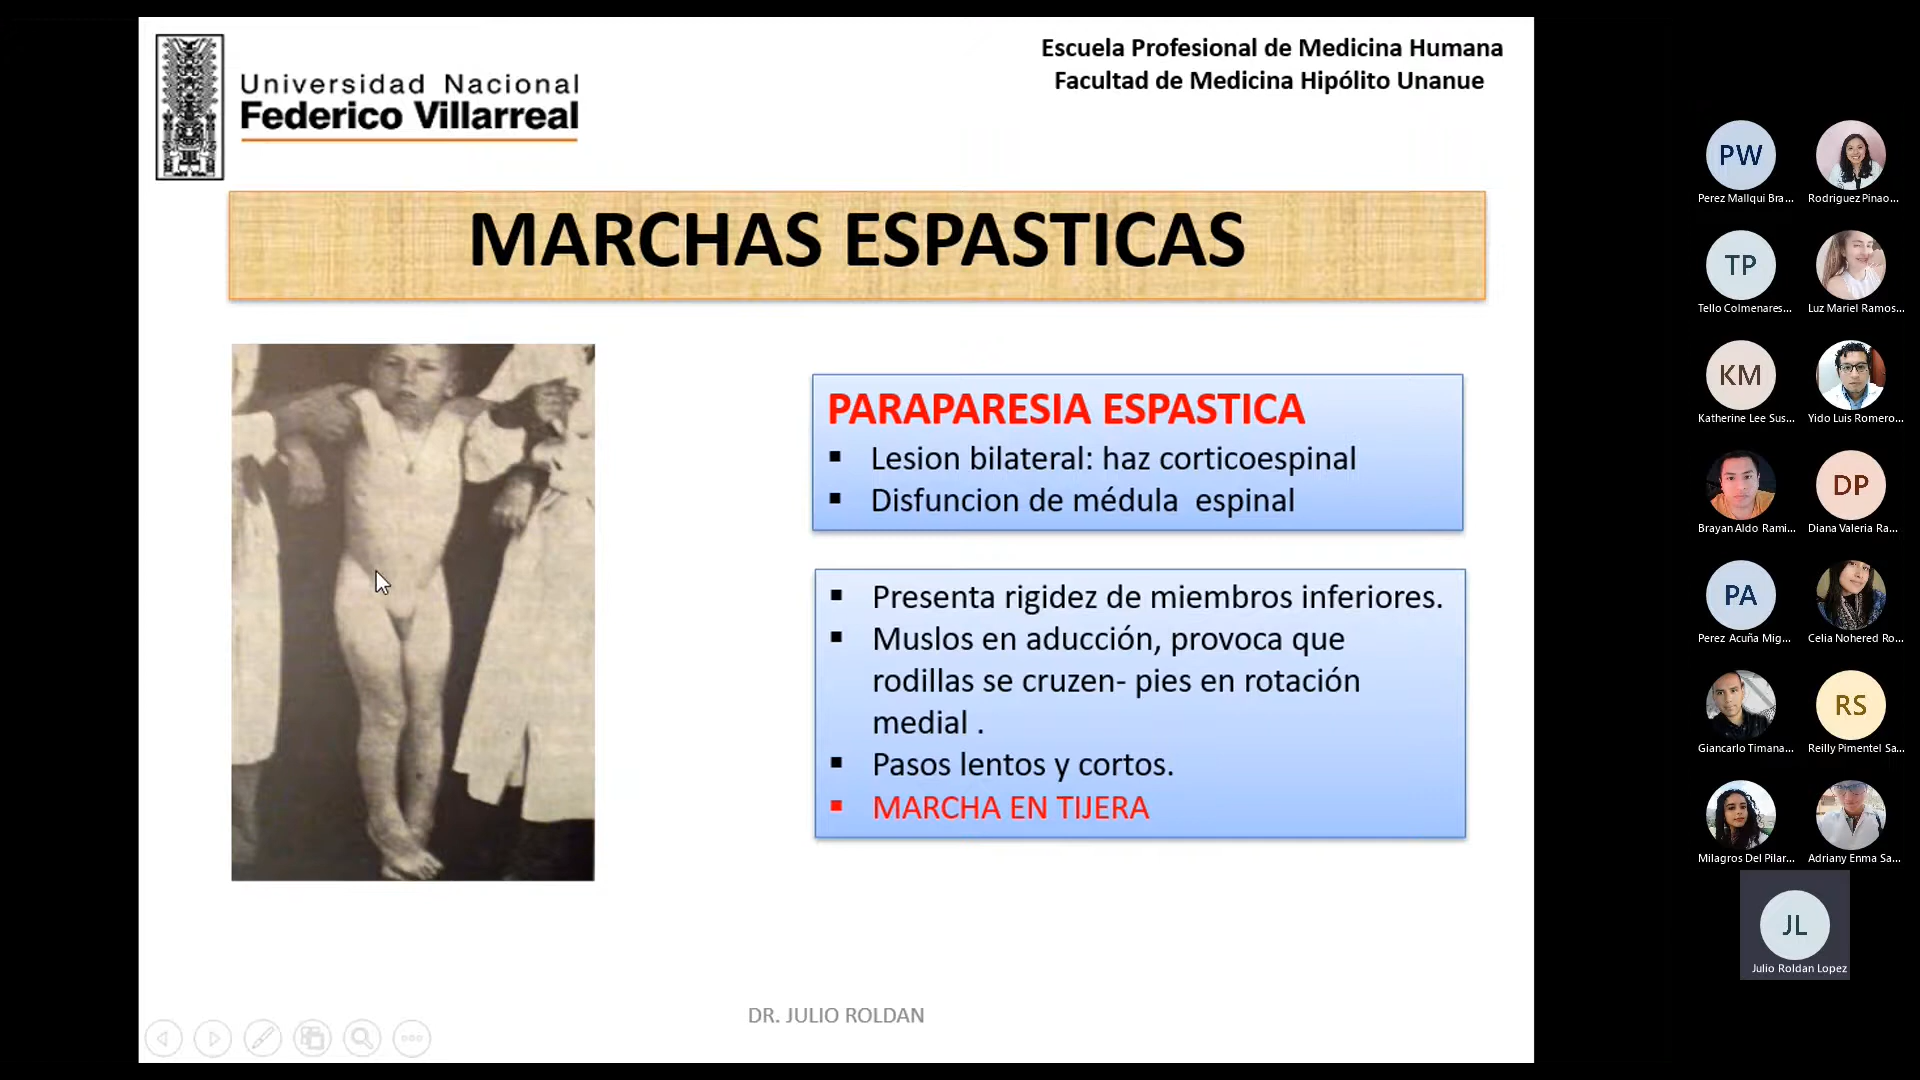 Universidad Nacional
Federico Villarreal
Escuela Profesional de Medicina Humana
Facultad de Medicina Hipólito Unanue
MARCHAS ESPASTICAS
PARAPARESIA ESPASTICA
▪ Lesion bilateral: haz corticoespinal
▪ Disfuncion de médula espinal
▪ Presenta rigidez de miembros inferiores.
▪ Muslos en aducción, provoca que
rodillas se cruzen- pies en rotación
medial .
▪ Pasos lentos y cortos.
▪ MARCHA EN TIJERA
DR. JULIO ROLDAN
PW
Perez Mallqui Bra...
Rodriguez Pinao...
TP
Tello Colmenares...
Luz Mariel Ramos...
KM
Katherine Lee Sus...
Yido Luis Romero...
Brayan Aldo Rami...
DP
Diana Valeria Ra...
PA
Perez Acuña Mig...
Celia Nohered Ro...
Giancarlo Timana...
RS
Reilly Pimentel Sa...
Milagros Del Pilar...
Adriany Enma Sa...
JL
Julio Roldan Lopez